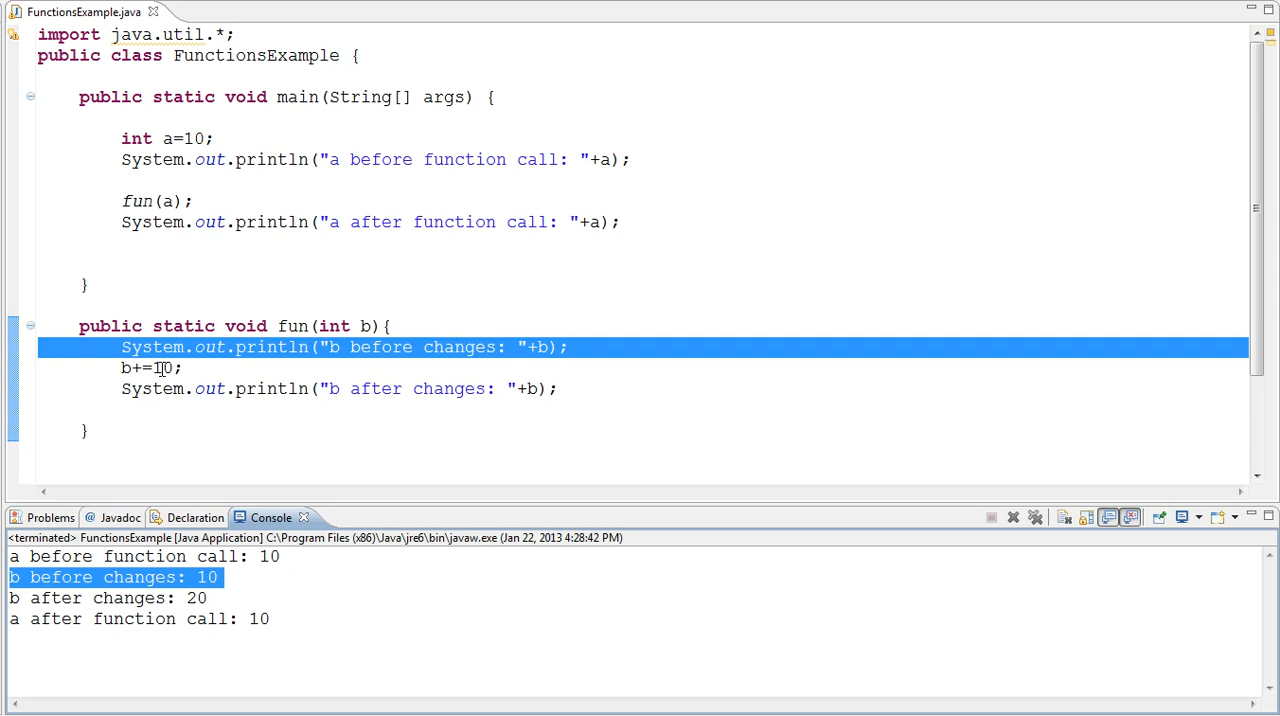 FunctionsExample.java
import java.util.*;
public class FunctionsExample {
public static void main(String[] args) {
int a=10;
System.out.println("a before function call: "+a);
fun(a);
System.out.println("a after function call: "+a);
}
public static void fun(int b){
System.out.println("b before changes: "+b);
b+=10;
System.out.println("b after changes: "+b);
}
Problems @ Javadoc Declaration Console
<terminated> FunctionsExample [Java Application] C:\Program Files (x86)\Java\jre6\bin\javaw.exe (Jan 22, 2013 4:28:42 PM)
a before function call: 10
b before changes: 10
b after changes: 20
a after function call: 10